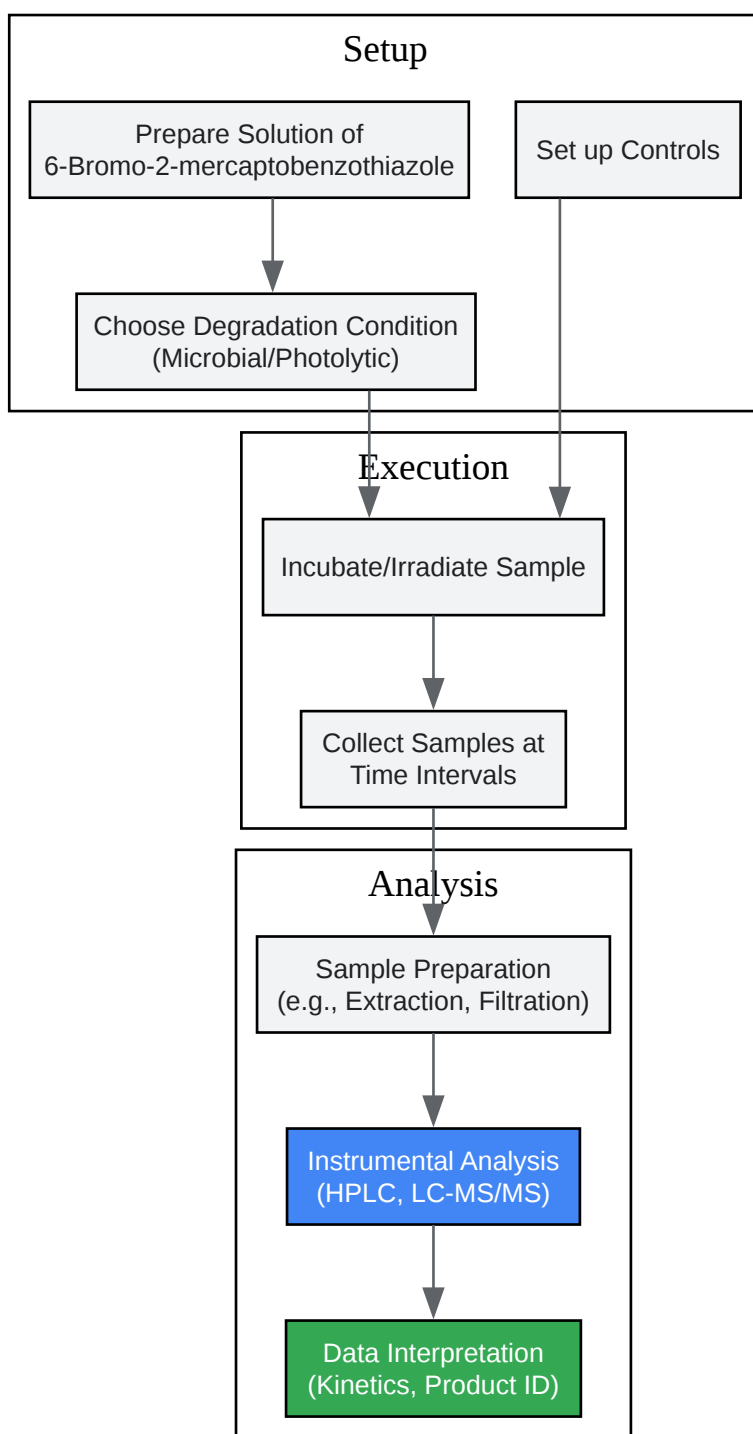 Setup
Prepare Solution of
6-Bromo-2-mercaptobenzothiazole
Set up Controls
Choose Degradation Condition
(Microbial/Photolytic)
Execution
Incubate/Irradiate Sample
Collect Samples at
Time Intervals
Analysis
Sample Preparation
(e.g., Extraction, Filtration)
Instrumental Analysis
(HPLC, LC-MS/MS)
Data Interpretation
(Kinetics, Product ID)